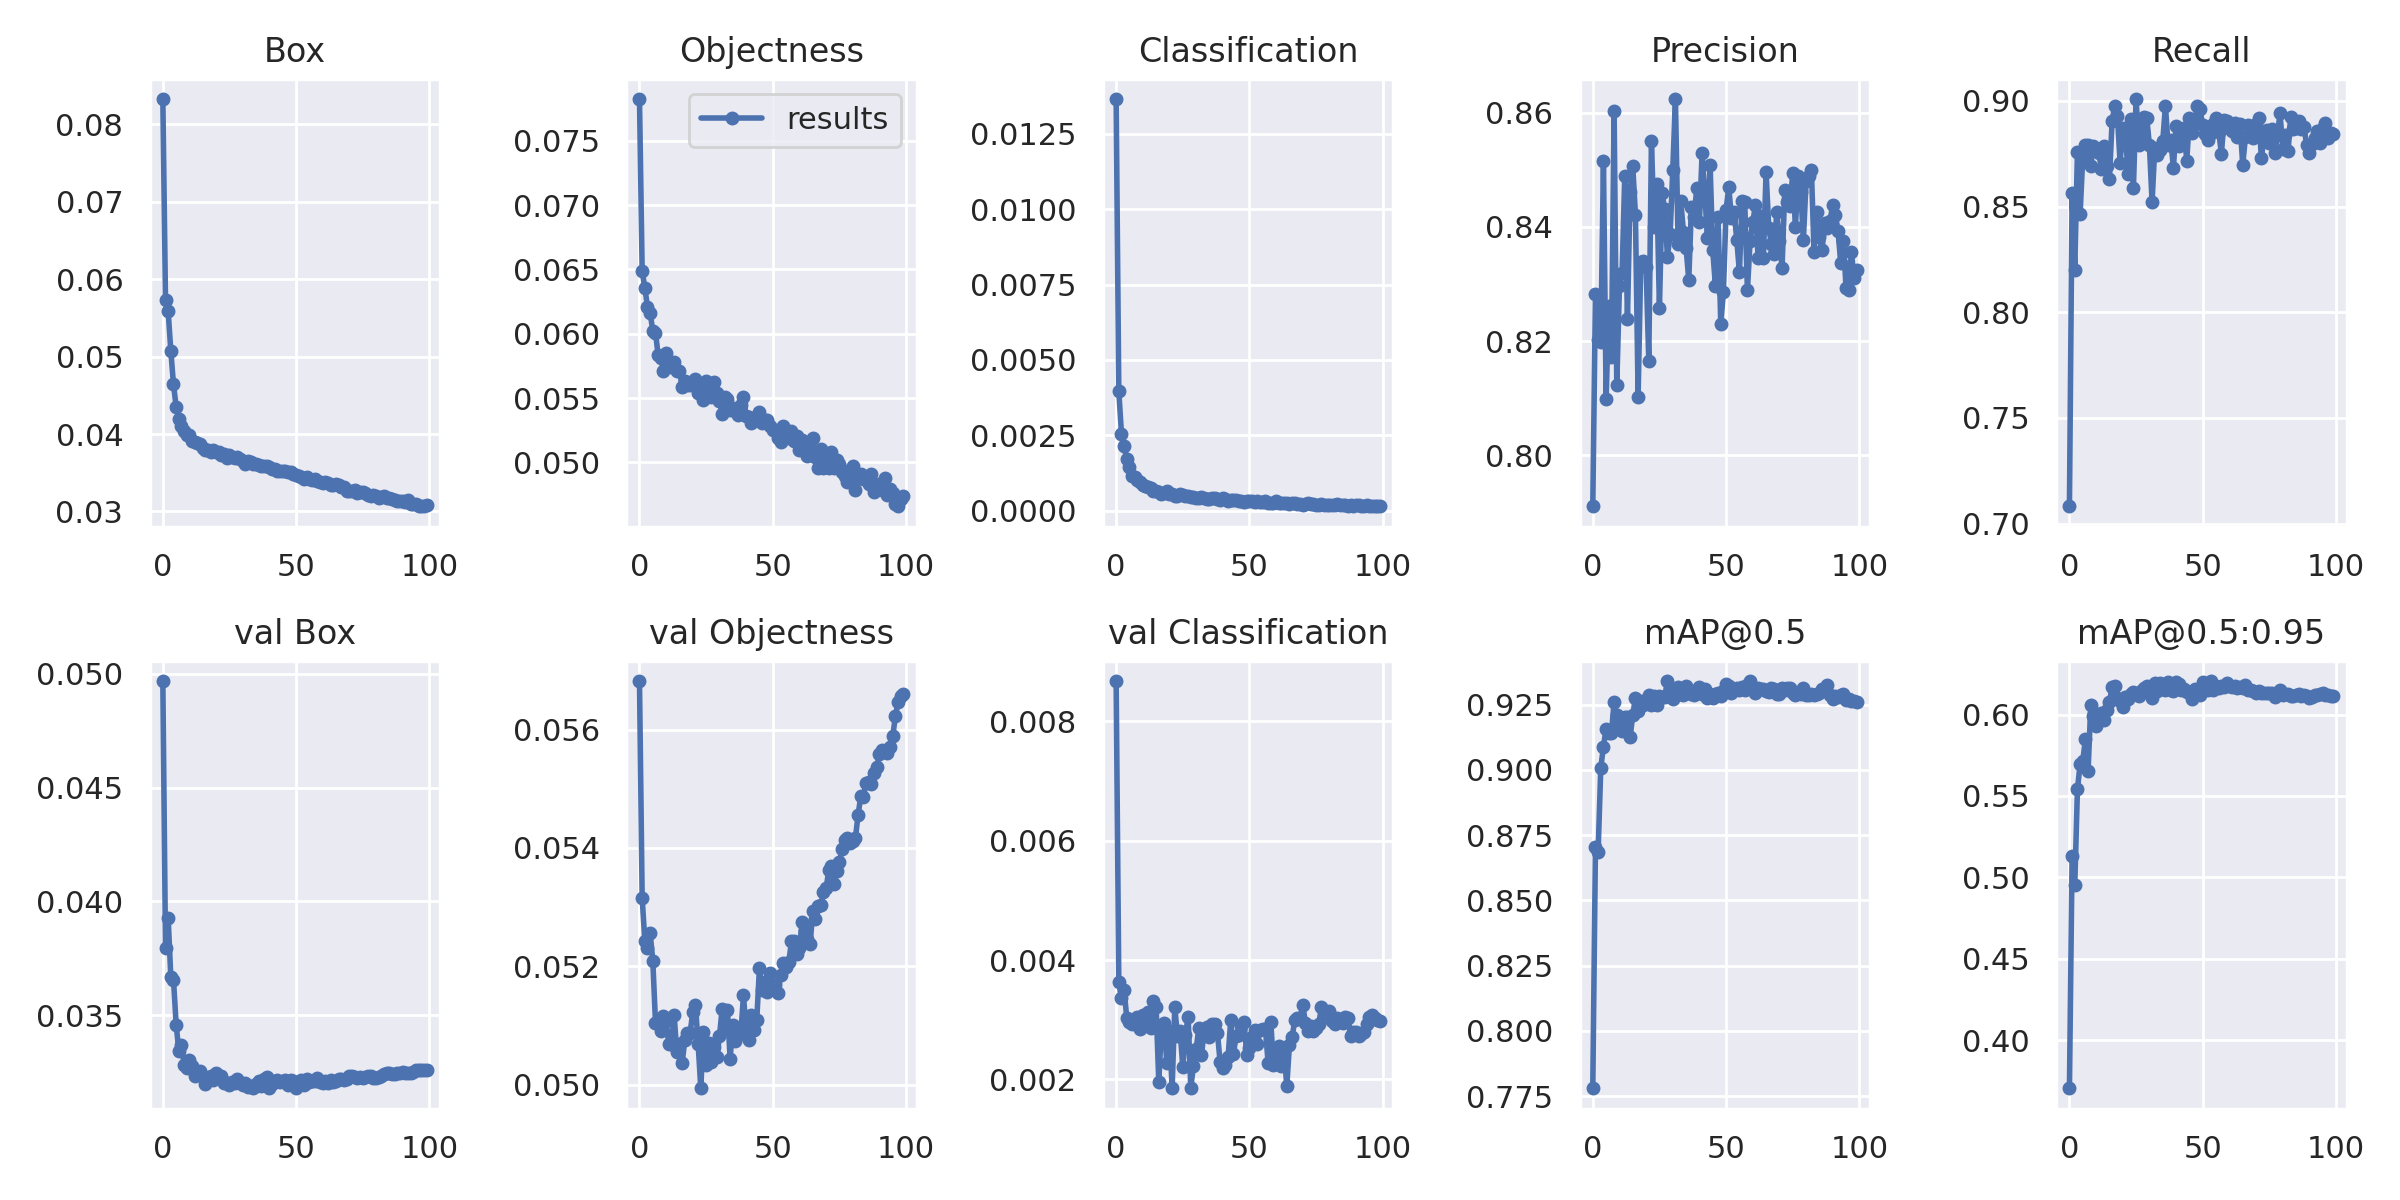 Box
Objectness
Classification
Precision
Recall
0.08
0.07
0.06
0.05
0.04
0.03
0 50 100
results
0.075
0.070
0.065
0.060
0.055
0.050
0 50 100
0.0125
0.0100
0.0075
0.0050
0.0025
0.0000
0 50 100
0.86
0.84
0.82
0.80
0 50 100
0.90
0.85
0.80
0.75
0.70
0 50 100
val Box
val Objectness
val Classification
mAP@0.5
mAP@0.5:0.95
0.050
0.045
0.040
0.035
0 50 100
0.056
0.054
0.052
0.050
0 50 100
0.008
0.006
0.004
0.002
0 50 100
0.925
0.900
0.875
0.850
0.825
0.800
0.775
0 50 100
0.60
0.55
0.50
0.45
0.40
0 50 100